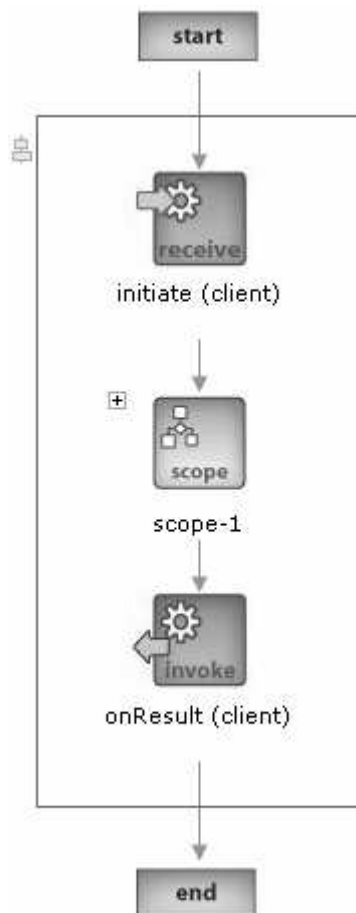 start
receive
initiate (client)
scope
scope-1
invoke
onResult (client)
end